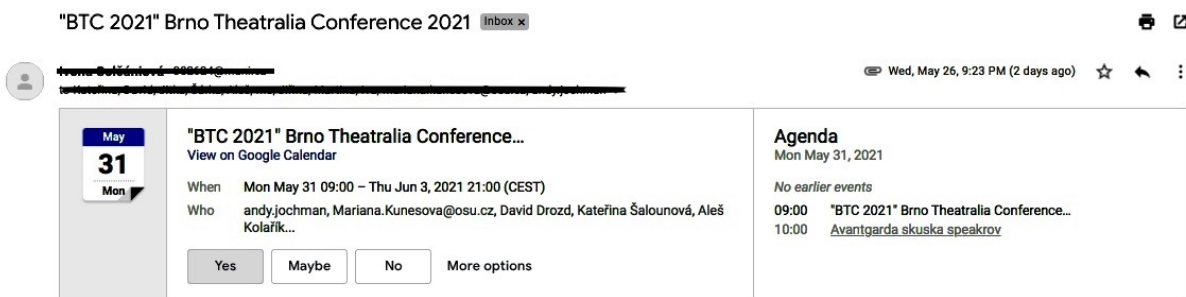 "BTC 2021" Brno Theatralia Conference 2021 Inbox x
Wed, May 26, 9:23 PM (2 days ago)
May
31
Mon
"BTC 2021" Brno Theatralia Conference...
View on Google Calendar
When Mon May 31 09:00 – Thu Jun 3, 2021 21:00 (CEST)
Who andy.jochman, Mariana.Kunesova@osu.cz, David Drozd, Kateřina Šalounová, Aleš
Kolařík...
Yes Maybe No More options
Agenda
Mon May 31, 2021
No earlier events
09:00 "BTC 2021" Brno Theatralia Conference...
10:00 Avantgarda skuska speakrov